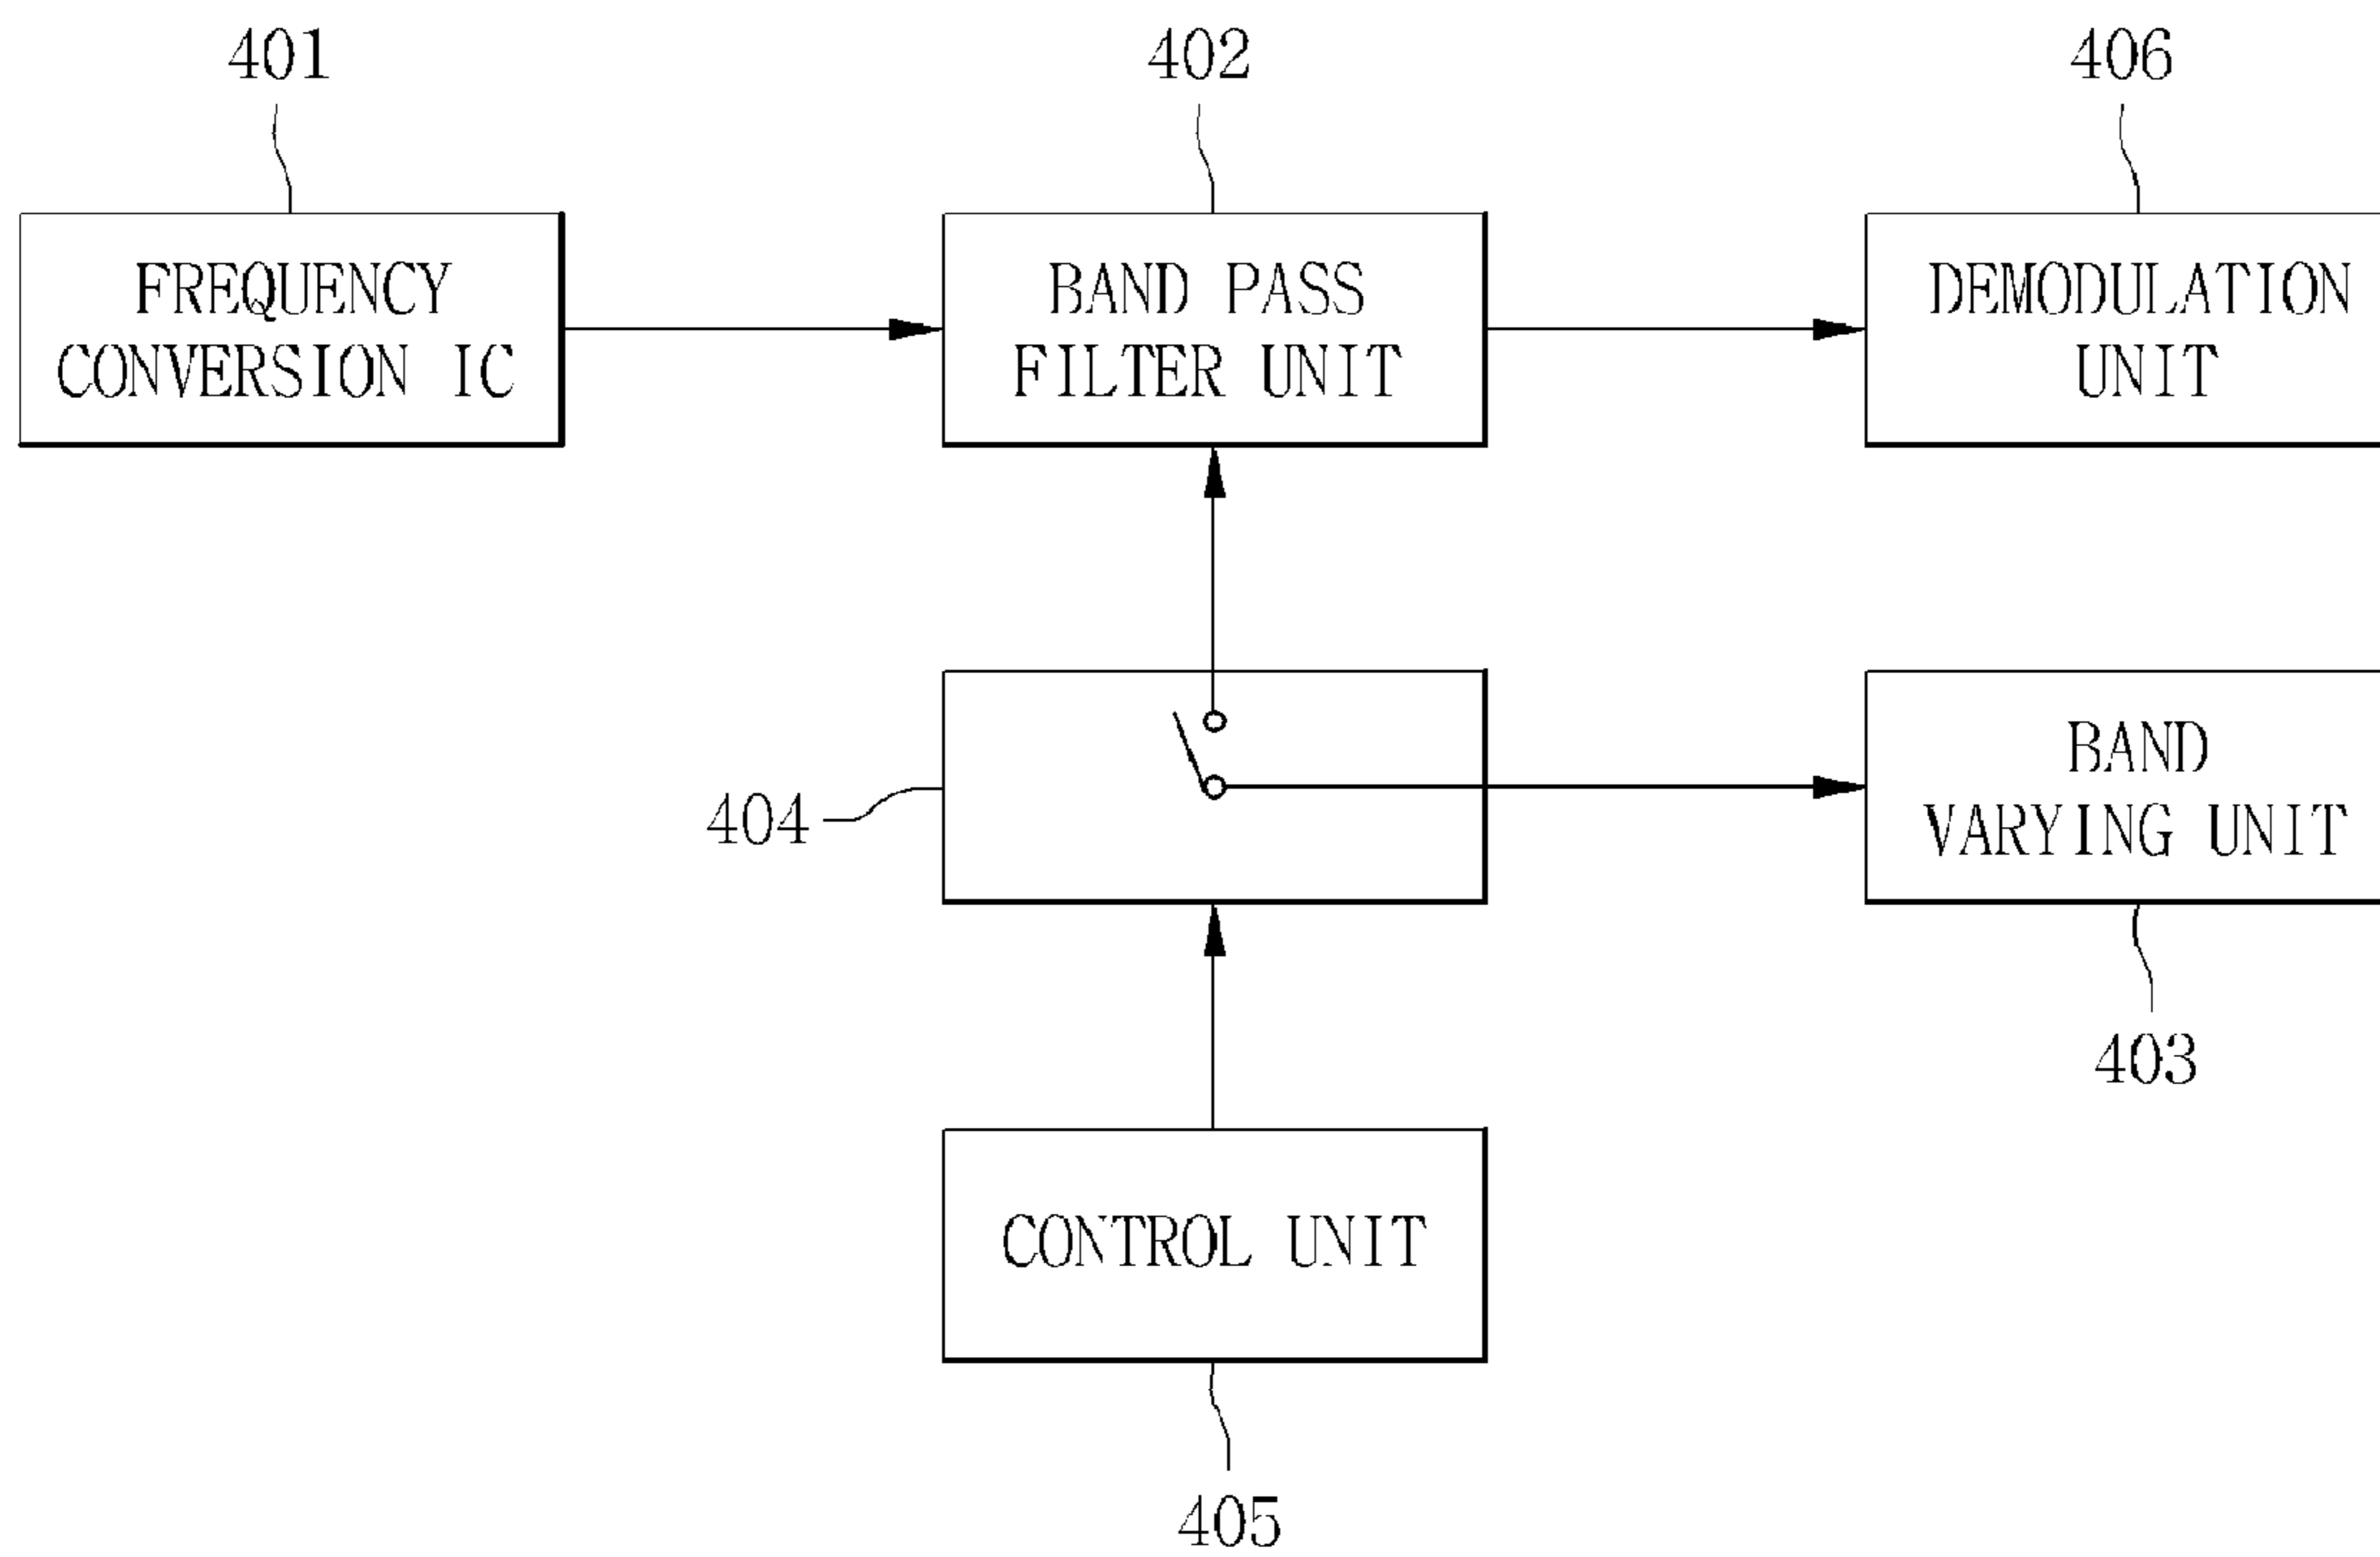 401
402
406
FREQUENCY
CONVERSION IC
BAND PASS
FILTER UNIT
DEMODULATION
UNIT
404
BAND
VARYING UNIT
403
CONTROL UNIT
405